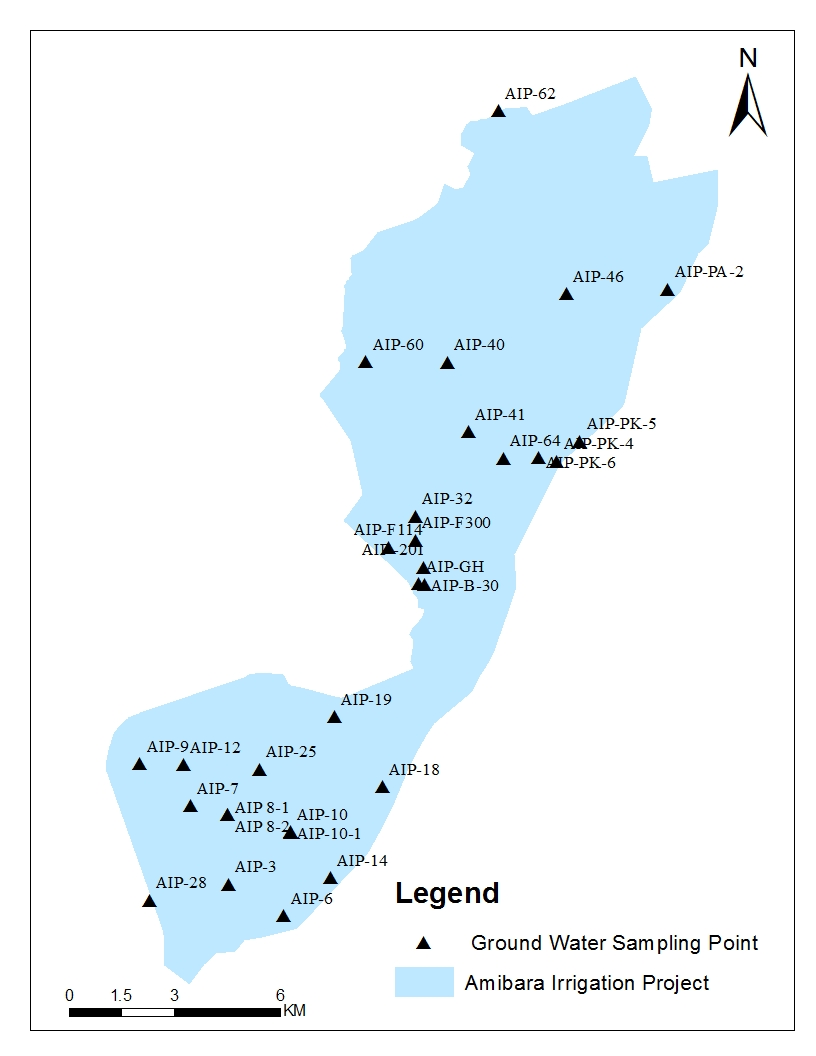 N
AIP-62
AIP-PA-2
AIP-46
AIP-60
AIP-40
AIP-41
AIP-PK-5
AIP-64
AIP-PK-4
AIP-PK-6
AIP-32
AIP-F300
AIP-F114
AIP-GH
AIP-B-30
AIP-19
AIP-9
AIP-12
AIP-25
AIP-18
AIP-7
AIP 8-1
AIP-10
AIP 8-2
AIP-10-1
AIP-14
AIP-3
AIP-28
AIP-6
Legend
Ground Water Sampling Point
Amibara Irrigation Project
0 1.5 3 6
KM